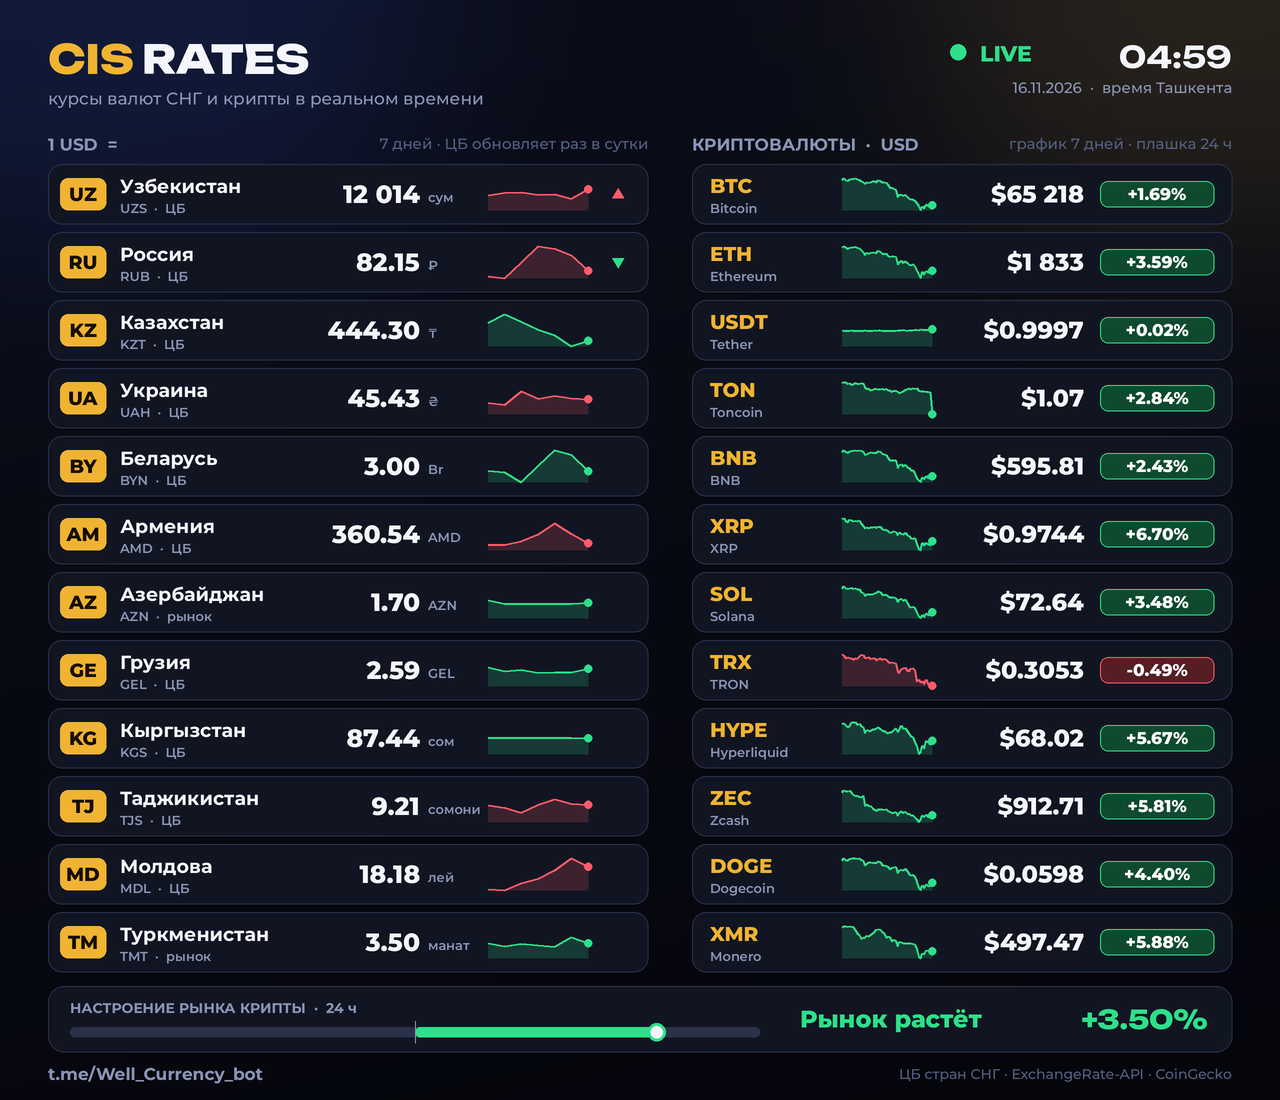 CIS RATES
курсы валют СНГ и крипты в реальном времени
LIVE
04:59
16.11.2026 · время Ташкента
1 USD =
7 дней · ЦБ обновляет раз в сутки
UZ Узбекистан 12 014 сум
UZS · ЦБ
RU Россия 82.15 ₽
RUB · ЦБ
KZ Казахстан 444.30 ₸
KZT · ЦБ
UA Украина 45.43 ₴
UAH · ЦБ
BY Беларусь 3.00 Br
BYN · ЦБ
AM Армения 360.54 AMD
AMD · ЦБ
AZ Азербайджан 1.70 AZN
AZN · рынок
GE Грузия 2.59 GEL
GEL · ЦБ
KG Кыргызстан 87.44 сом
KGS · ЦБ
TJ Таджикистан 9.21 сомони
TJS · ЦБ
MD Молдова 18.18 лей
MDL · ЦБ
TM Туркменистан 3.50 манат
TMT · рынок
КРИПТОВАЛЮТЫ · USD
график 7 дней · плашка 24 ч
BTC $65 218 +1.69%
Bitcoin
ETH $1 833 +3.59%
Ethereum
USDT $0.9997 +0.02%
Tether
TON $1.07 +2.84%
Toncoin
BNB $595.81 +2.43%
BNB
XRP $0.9744 +6.70%
XRP
SOL $72.64 +3.48%
Solana
TRX $0.3053 -0.49%
TRON
HYPE $68.02 +5.67%
Hyperliquid
ZEC $912.71 +5.81%
Zcash
DOGE $0.0598 +4.40%
Dogecoin
XMR $497.47 +5.88%
Monero
НАСТРОЕНИЕ РЫНКА КРИПТЫ · 24 ч
Рынок растёт
+3.50%
t.me/Well_Currency_bot
ЦБ стран СНГ · ExchangeRate-API · CoinGecko